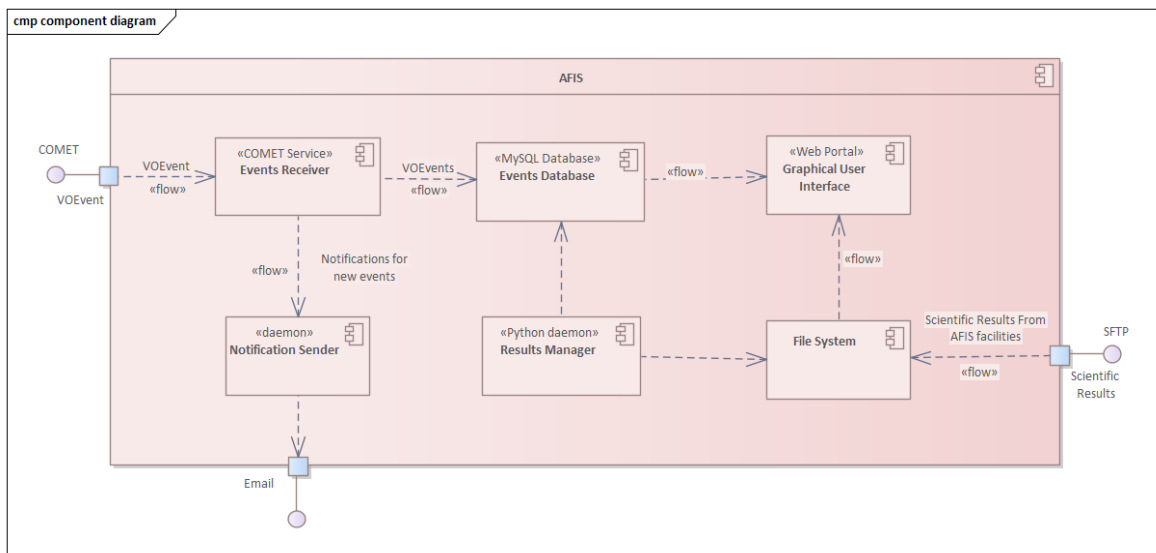 cmp component diagram
AFIS
COMET
VOEvent
VOEvent
«flow»
«COMET Service»
Events Receiver
VOEvents
«flow»
«MySQL Database»
Events Database
«flow»
«Web Portal»
Graphical User
Interface
«flow»
Notifications for
new events
«flow»
«daemon»
Notification Sender
«Python daemon»
Results Manager
File System
Scientific Results From
AFIS facilities
«flow»
SFTP
Scientific
Results
Email